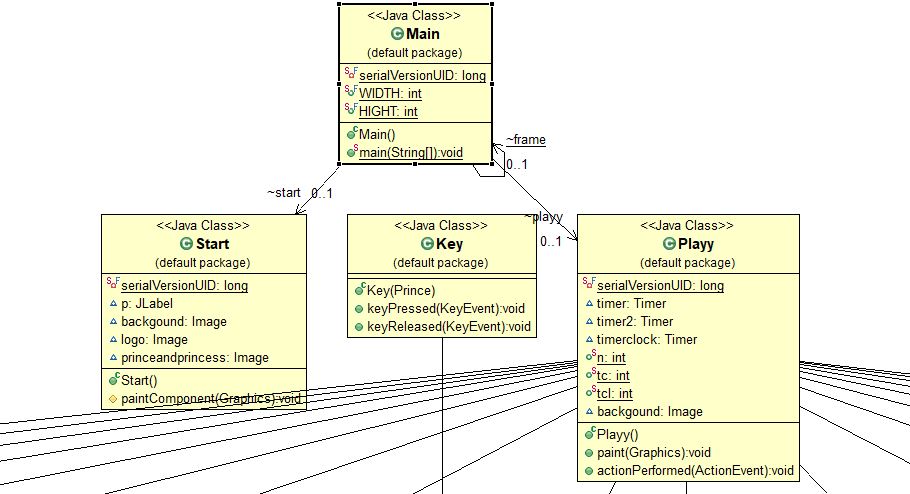 <<Java Class>>
Main
(default package)
serialVersionUID: long
WIDTH: int
HIGHT: int
Main()
main(String[]):void
~frame
0..1
~start
0..1
~playy
0..1
<<Java Class>>
Start
(default package)
serialVersionUID: long
p: JLabel
backgound: Image
logo: Image
princeandprincess: Image
Start()
paintComponent(Graphics):void
<<Java Class>>
Key
(default package)
Key(Prince)
keyPressed(KeyEvent):void
keyReleased(KeyEvent):void
<<Java Class>>
Playy
(default package)
serialVersionUID: long
timer: Timer
timer2: Timer
timerclock: Timer
n: int
tc: int
tcl: int
backgound: Image
Playy()
paint(Graphics):void
actionPerformed(ActionEvent):void